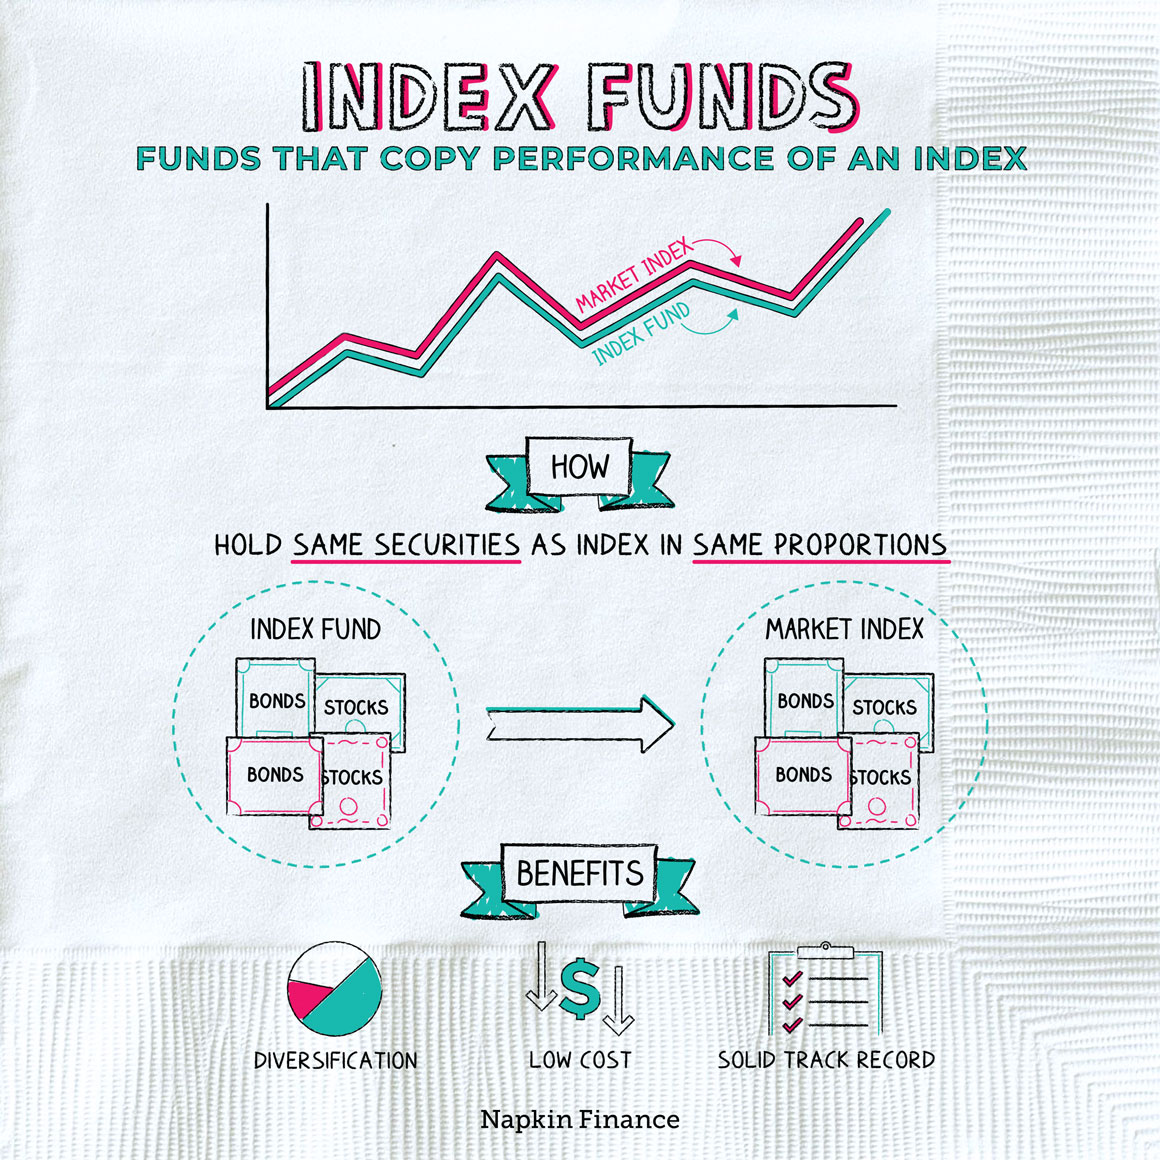 INDEX FUNDS
FUNDS THAT COPY PERFORMANCE OF AN INDEX
MARKET INDEX
INDEX FUND
HOW
HOLD SAME SECURITIES AS INDEX IN SAME PROPORTIONS
INDEX FUND
BONDS
STOCKS
BONDS
STOCKS
MARKET INDEX
BONDS
STOCKS
BONDS
STOCKS
BENEFITS
$
DIVERSIFICATION
LOW COST
SOLID TRACK RECORD
Napkin Finance